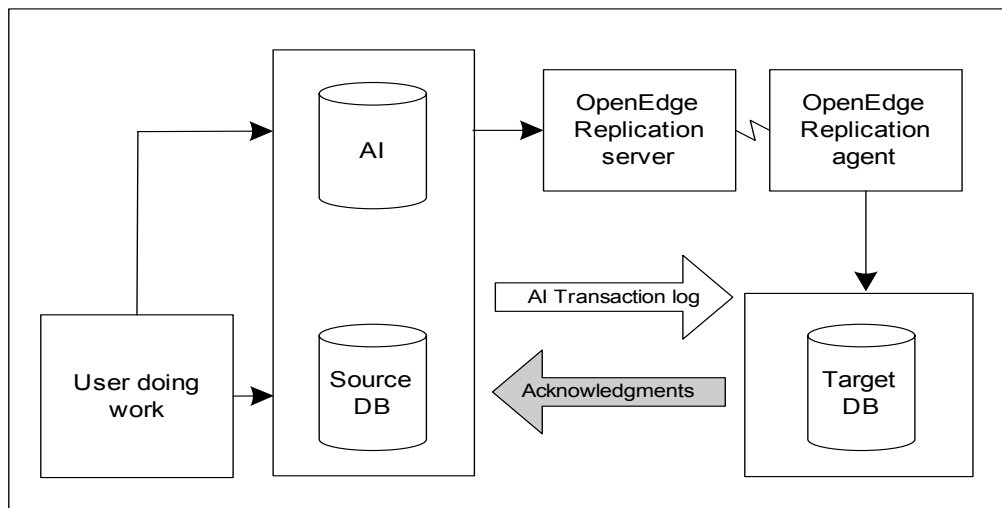 AI
OpenEdge
Replication
server
OpenEdge
Replication
agent
AI Transaction log
User doing
work
Source
DB
Acknowledgments
Target
DB